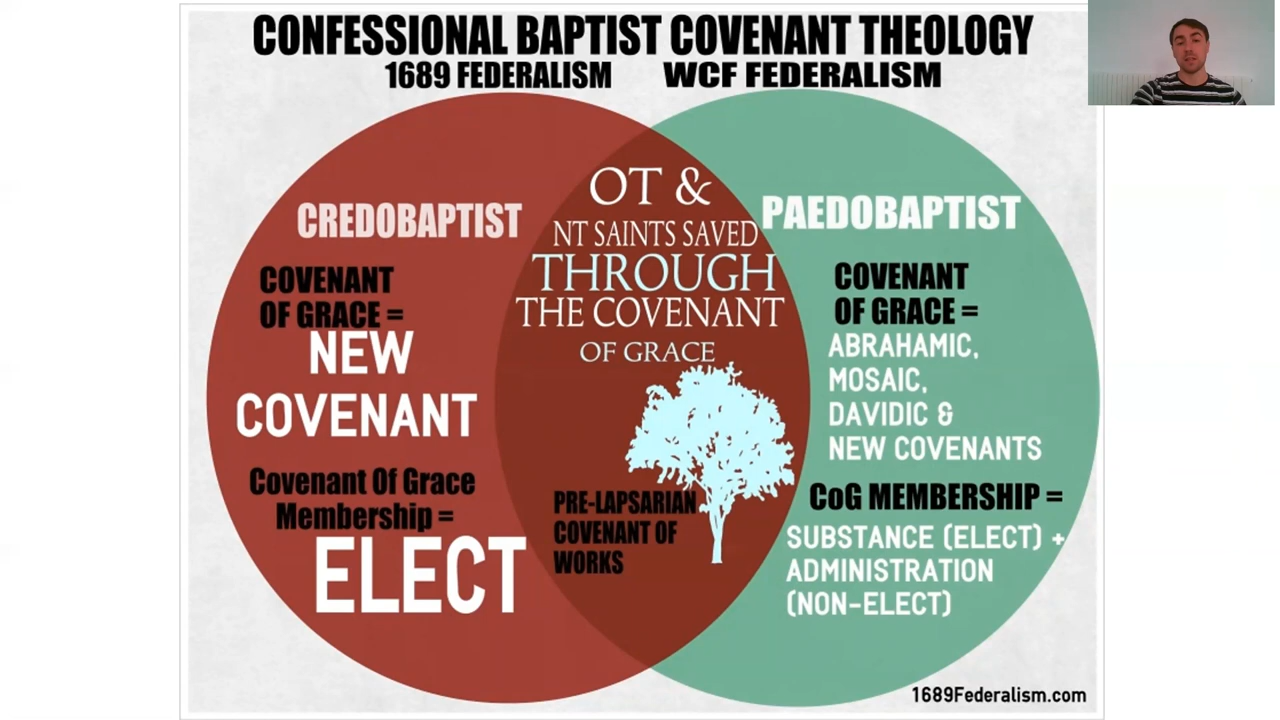 CONFESSIONAL BAPTIST COVENANT THEOLOGY
1689 FEDERALISM WCF FEDERALISM
CREDOBAPTIST
COVENANT
OF GRACE =
NEW
COVENANT
Covenant Of Grace
Membership =
ELECT
OT &
NT SAINTS SAVED
THROUGH
THE COVENANT
OF GRACE
PRE-LAPSARIAN
COVENANT OF
WORKS
PAEDOBAPTIST
COVENANT
OF GRACE =
ABRAHAMIC,
MOSAIC,
DAVIDIC &
NEW COVENANTS
CoG MEMBERSHIP =
SUBSTANCE (ELECT) +
ADMINISTRATION
(NON-ELECT)
1689Federalism.com